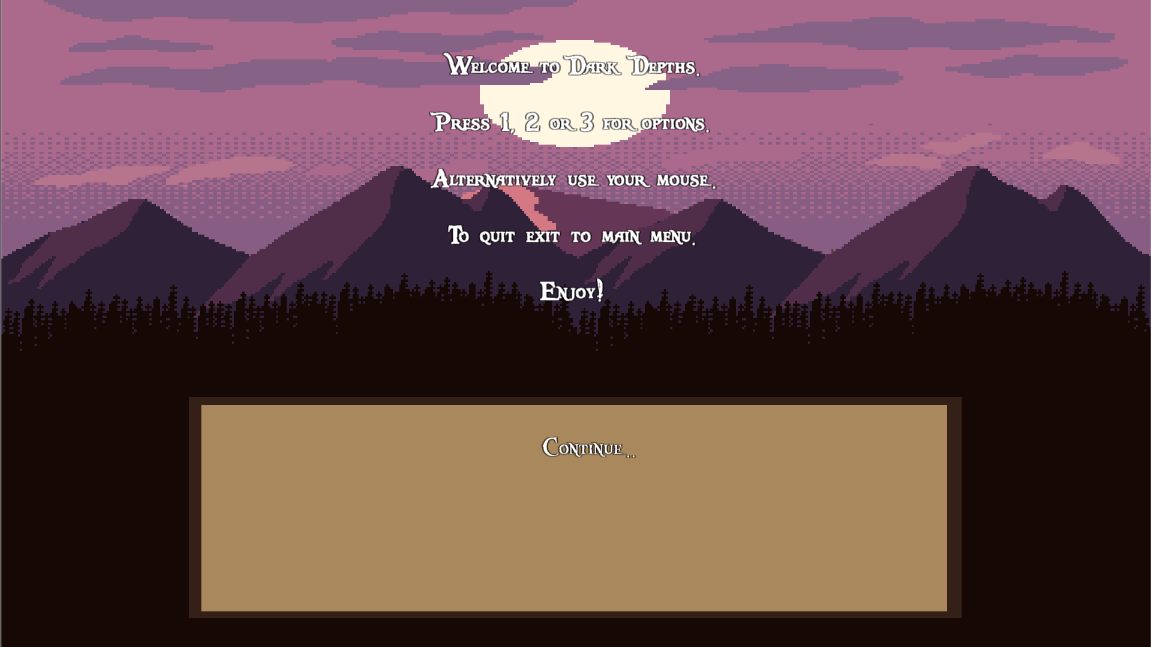 Welcome to Dark Depths.
Press 1, 2 or 3 for options.
Alternatively use your mouse.
To quit exit to main menu.
Enjoy!
Continue...